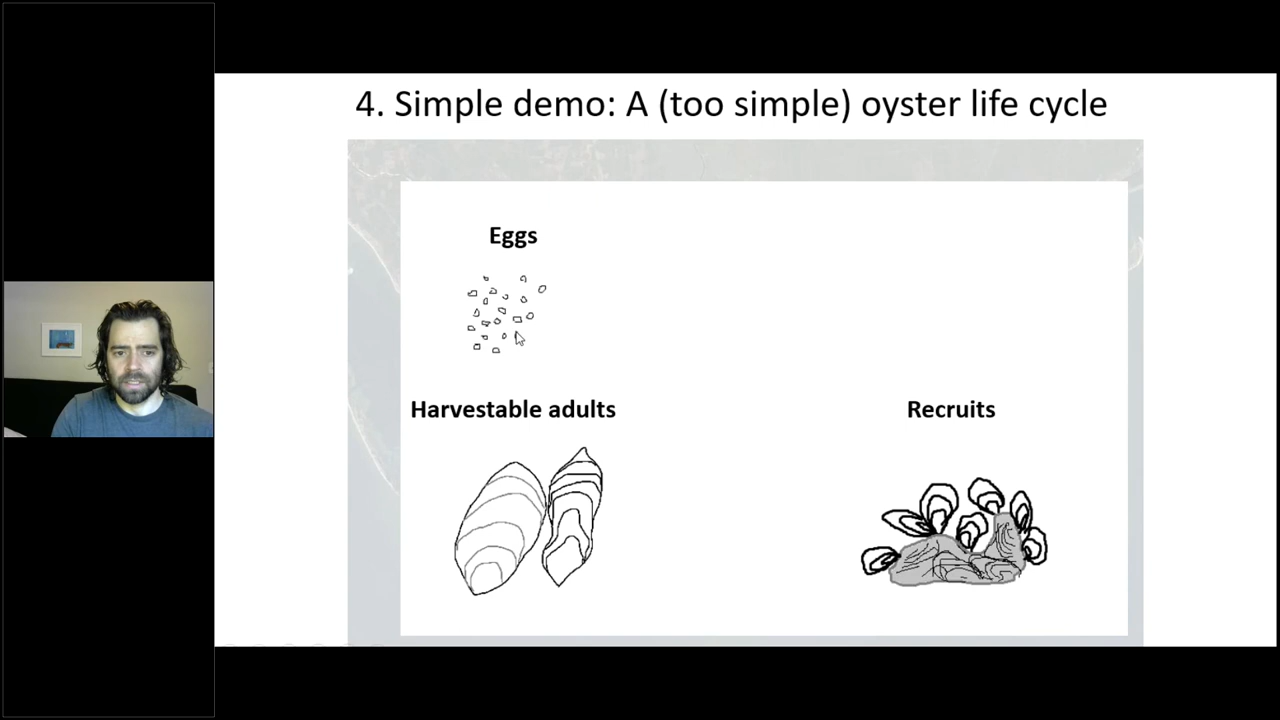 4. Simple demo: A (too simple) oyster life cycle
Eggs
Harvestable adults
Recruits